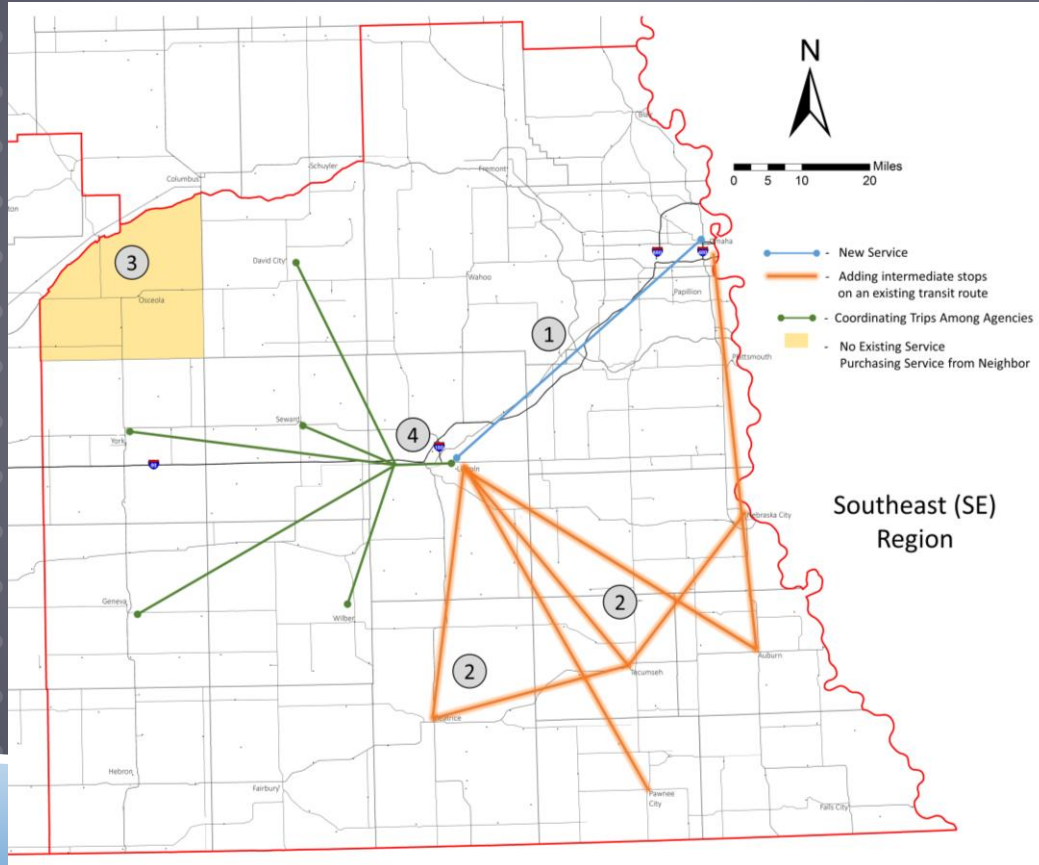 N
Miles
0 5 10 20
Blair
Schuyler
Fremont
Columbus
ton
Omaha
3
David City
Wahoo
Papillion
Osceola
- New Service
- Adding intermediate stops
on an existing transit route
- Coordinating Trips Among Agencies
- No Existing Service
Purchasing Service from Neighbor
1
Plattsmouth
Seward
4
York
Lincoln
80
Nebraska City
Southeast (SE)
Region
Geneva
Wilber
2
Auburn
2
Tecumseh
Beatrice
Hebron
Fairbury
Pawnee
City
Falls City